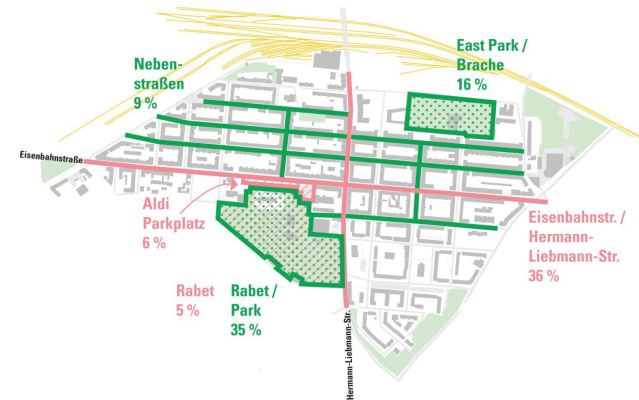 East Park /
Brache
16 %
Neben-
straßen
9 %
Eisenbahnstraße
Aldi
Parkplatz
6 %
Eisenbahnstr. /
Hermann-
Liebmann-Str.
36 %
Rabet
5 %
Rabet /
Park
35 %
Hermann-Liebmann-Str.